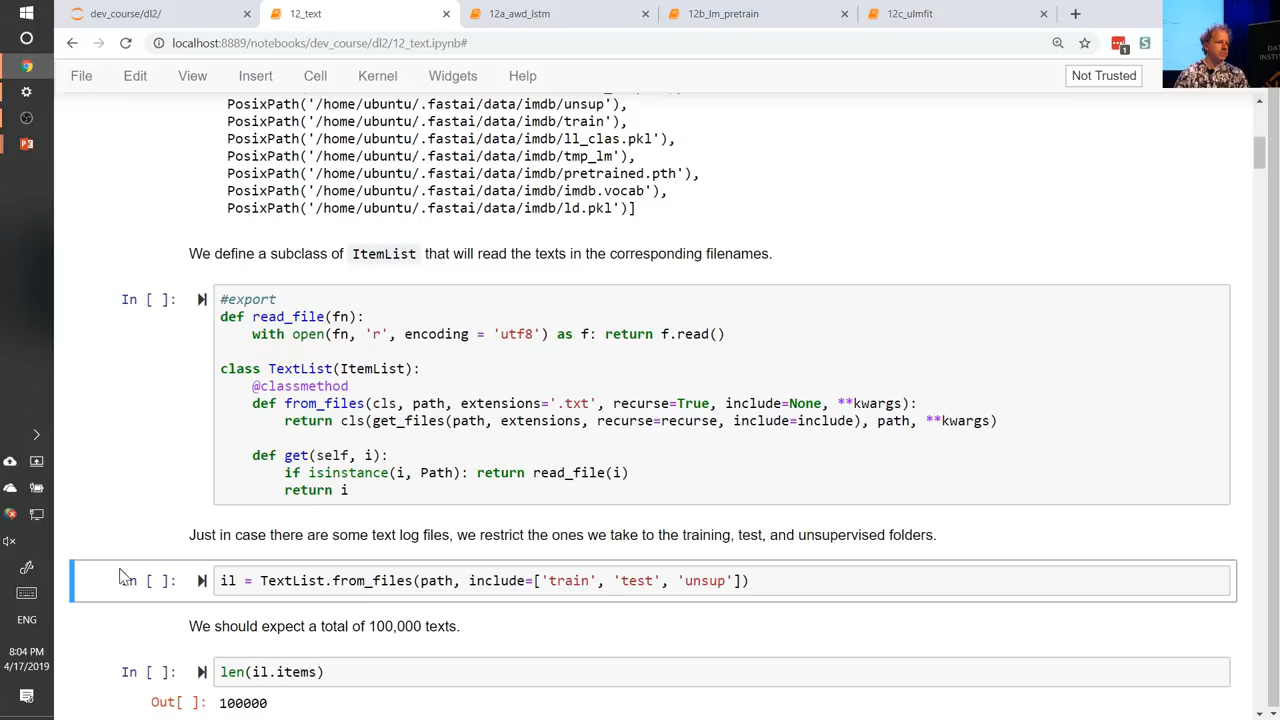 dev_course/dl2/
12_text
12a_awd_lstm
12b_lm_pretrain
12c_ulmfit
localhost:8889/notebooks/dev_course/dl2/12_text.ipynb#
File Edit View Insert Cell Kernel Widgets Help
Not Trusted
PosixPath('/home/ubuntu/.fastai/data/imdb/unsup'),
PosixPath('/home/ubuntu/.fastai/data/imdb/train'),
PosixPath('/home/ubuntu/.fastai/data/imdb/ll_clas.pkl'),
PosixPath('/home/ubuntu/.fastai/data/imdb/tmp_lm'),
PosixPath('/home/ubuntu/.fastai/data/imdb/pretrained.pth'),
PosixPath('/home/ubuntu/.fastai/data/imdb/imdb.vocab'),
PosixPath('/home/ubuntu/.fastai/data/imdb/ld.pkl')]
We define a subclass of ItemList that will read the texts in the corresponding filenames.
In [ ]:
#export
def read_file(fn):
    with open(fn, 'r', encoding = 'utf8') as f: return f.read()
class TextList(ItemList):
    @classmethod
    def from_files(cls, path, extensions='.txt', recurse=True, include=None, **kwargs):
        return cls(get_files(path, extensions, recurse=recurse, include=include), path, **kwargs)
    def get(self, i):
        if isinstance(i, Path): return read_file(i)
        return i
Just in case there are some text log files, we restrict the ones we take to the training, test, and unsupervised folders.
In [ ]: il = TextList.from_files(path, include=['train', 'test', 'unsup'])
We should expect a total of 100,000 texts.
In [ ]: len(il.items)
Out[ ]: 100000
ENG
8:04 PM
4/17/2019